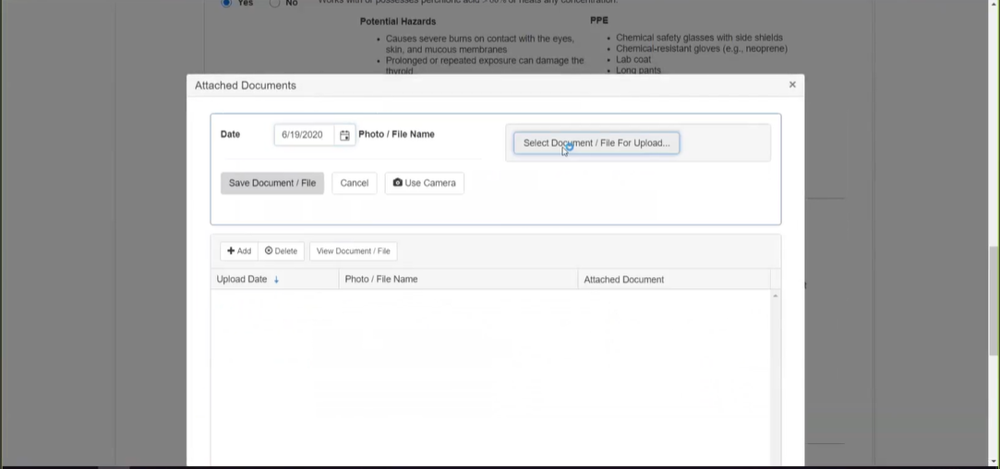 Yes No Works with or possesses perchloric acid > 60% or heats any concentration.
Potential Hazards PPE
• Causes severe burns on contact with the eyes,
skin, and mucous membranes
• Prolonged or repeated exposure can damage the
thyroid
• Chemical safety glasses with side shields
• Chemical-resistant gloves (e.g., neoprene)
• Lab coat
• Long pants
Attached Documents ×
Date 6/19/2020 Photo / File Name Select Document / File For Upload...
Save Document / File Cancel Use Camera
Add Delete View Document / File
Upload Date ↓ Photo / File Name Attached Document